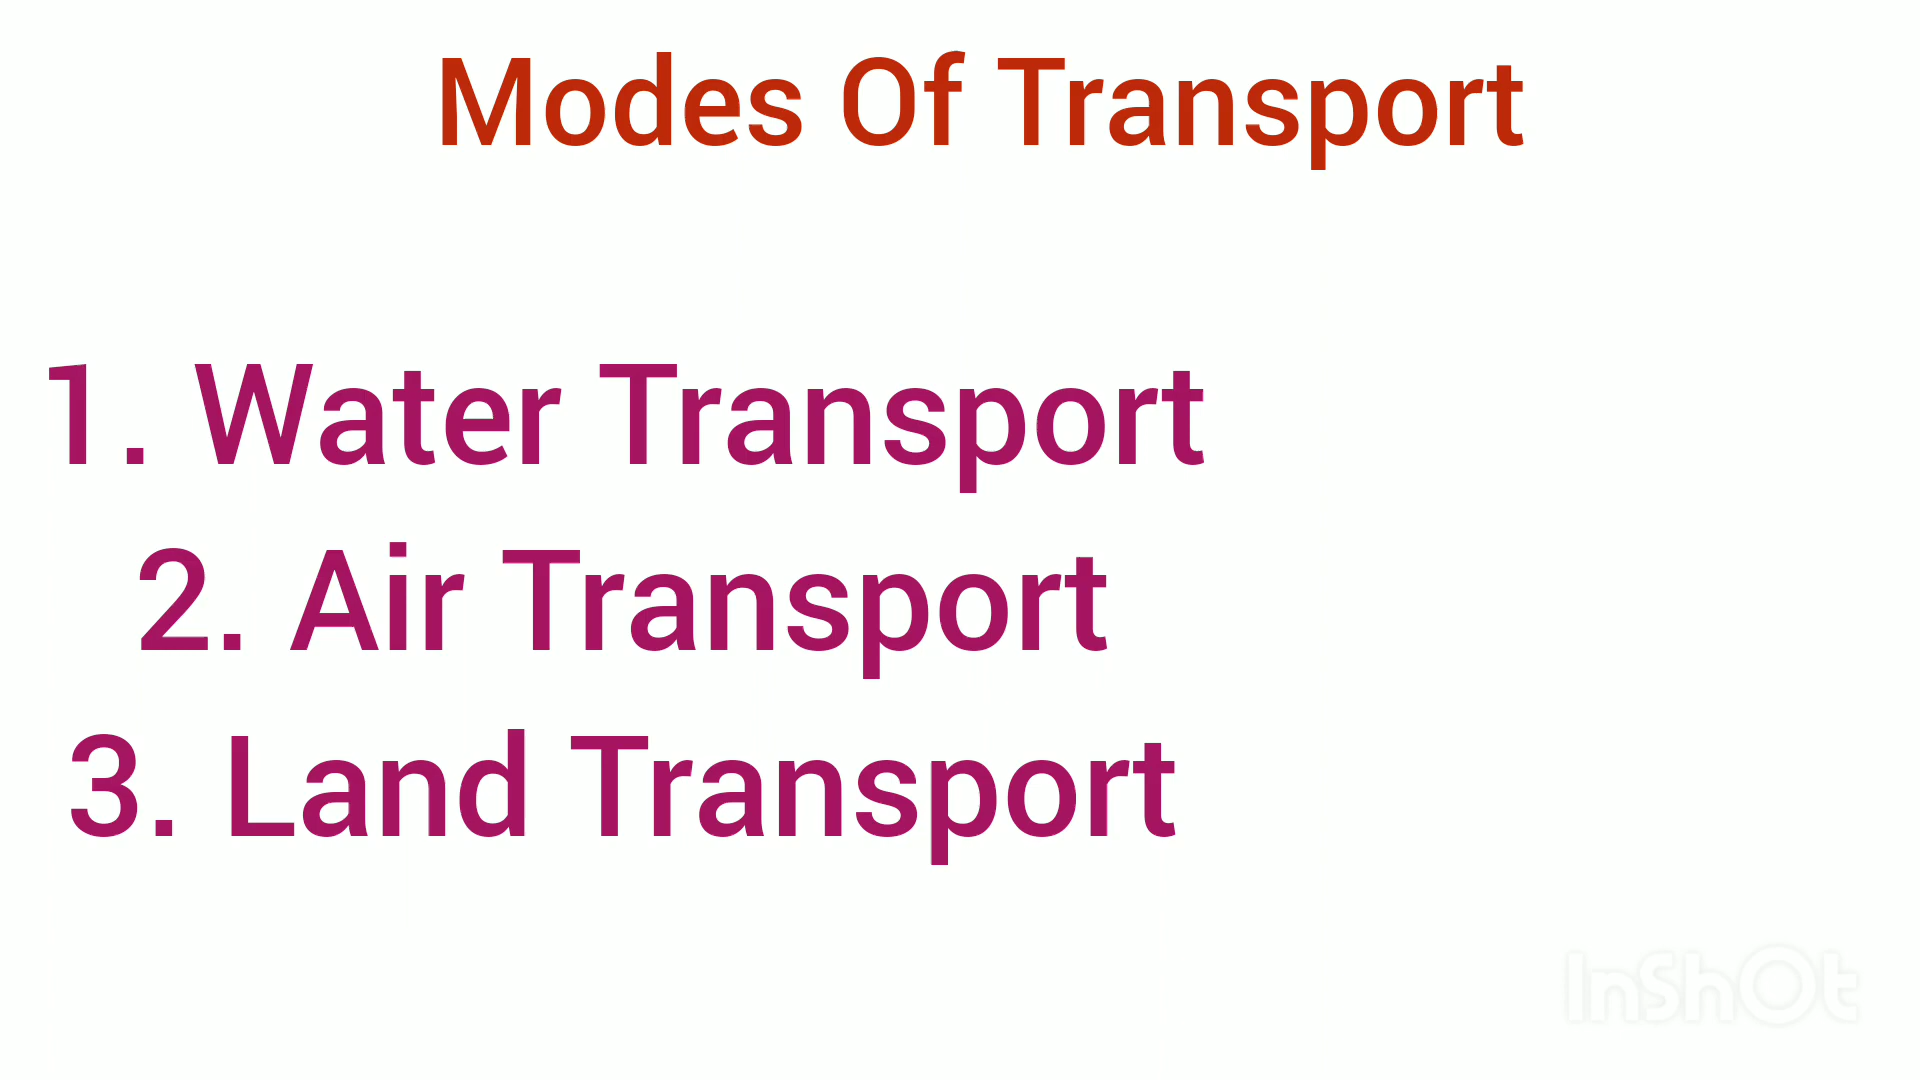 Modes Of Transport
1. Water Transport
2. Air Transport
3. Land Transport
InShOt